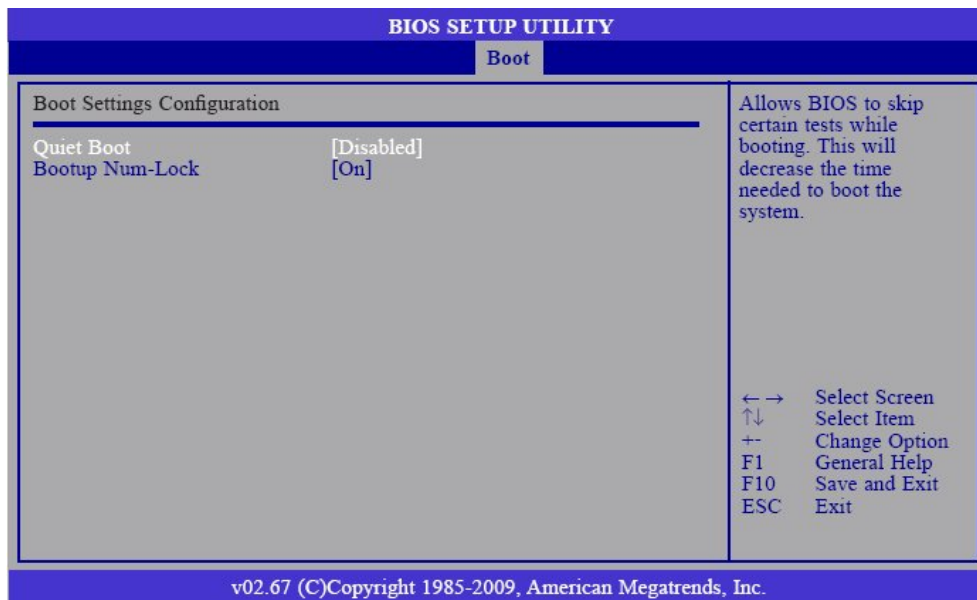 BIOS SETUP UTILITY
Boot
Boot Settings Configuration
Quiet Boot [Disabled]
Bootup Num-Lock [On]
Allows BIOS to skip
certain tests while
booting. This will
decrease the time
needed to boot the
system.
←→ Select Screen
↑↓ Select Item
+- Change Option
F1 General Help
F10 Save and Exit
ESC Exit
v02.67 (C)Copyright 1985-2009, American Megatrends, Inc.